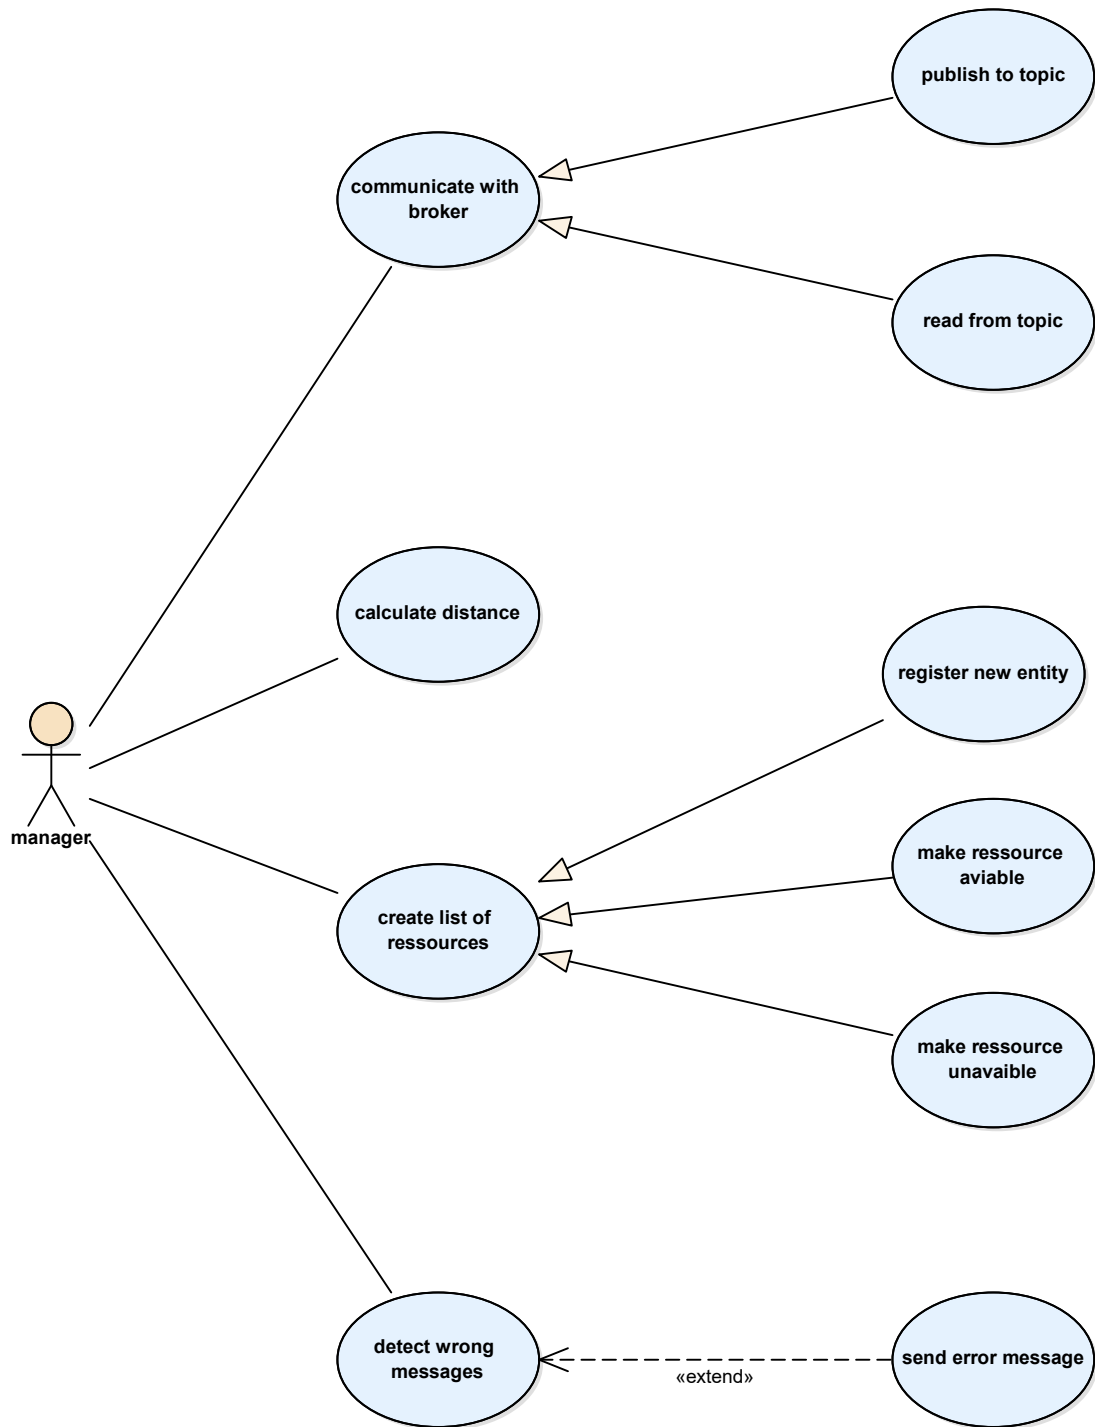 publish to topic
communicate with
broker
read from topic
calculate distance
register new entity
manager
make ressource
aviable
create list of
ressources
make ressource
unavaible
detect wrong
messages
send error message
«extend»